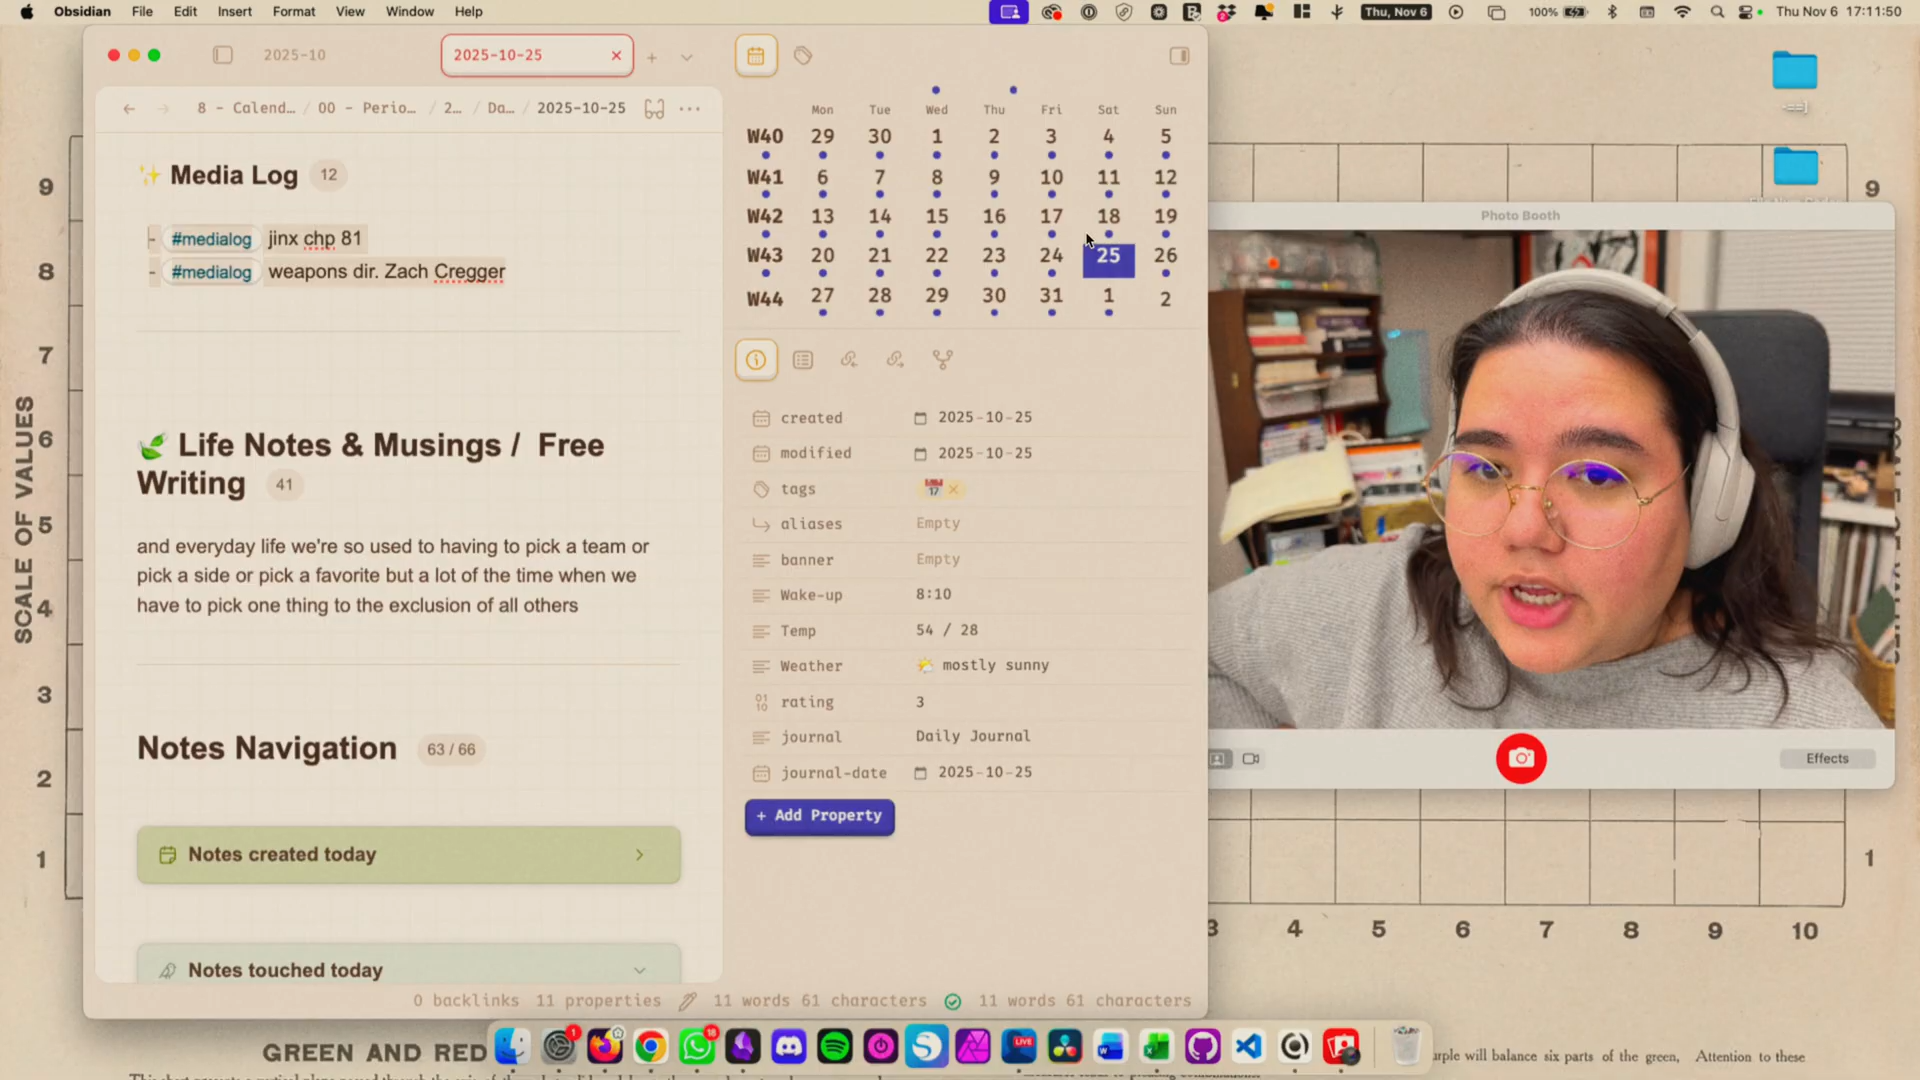 Obsidian File Edit Insert Format View Window Help
Thu, Nov 6
100%
Thu Nov 6 17:11:50
2025-10
2025-10-25
8 - Calend… / 00 - Perio… / 2… / Da… / 2025-10-25
✨ Media Log 12
- #medialog jinx chp 81
- #medialog weapons dir. Zach Cregger
🌿 Life Notes & Musings / Free
Writing 41
and everyday life we're so used to having to pick a team or
pick a side or pick a favorite but a lot of the time when we
have to pick one thing to the exclusion of all others
Notes Navigation 63 / 66
Notes created today
Notes touched today
Mon Tue Wed Thu Fri Sat Sun
W40 29 30 1 2 3 4 5
W41 6 7 8 9 10 11 12
W42 13 14 15 16 17 18 19
W43 20 21 22 23 24 25 26
W44 27 28 29 30 31 1 2
created 2025-10-25
modified 2025-10-25
tags 📅
aliases Empty
banner Empty
Wake-up 8:10
Temp 54 / 28
Weather 🌤️ mostly sunny
rating 3
journal Daily Journal
journal-date 2025-10-25
+ Add Property
0 backlinks 11 properties 11 words 61 characters 11 words 61 characters
Photo Booth
Effects
SCALE OF VALUES
9
8
7
6
5
4
3
2
1
9
1
3 4 5 6 7 8 9 10
GREEN AND RED
urple will balance six parts of the green, Attention to these
1
18
LIVE